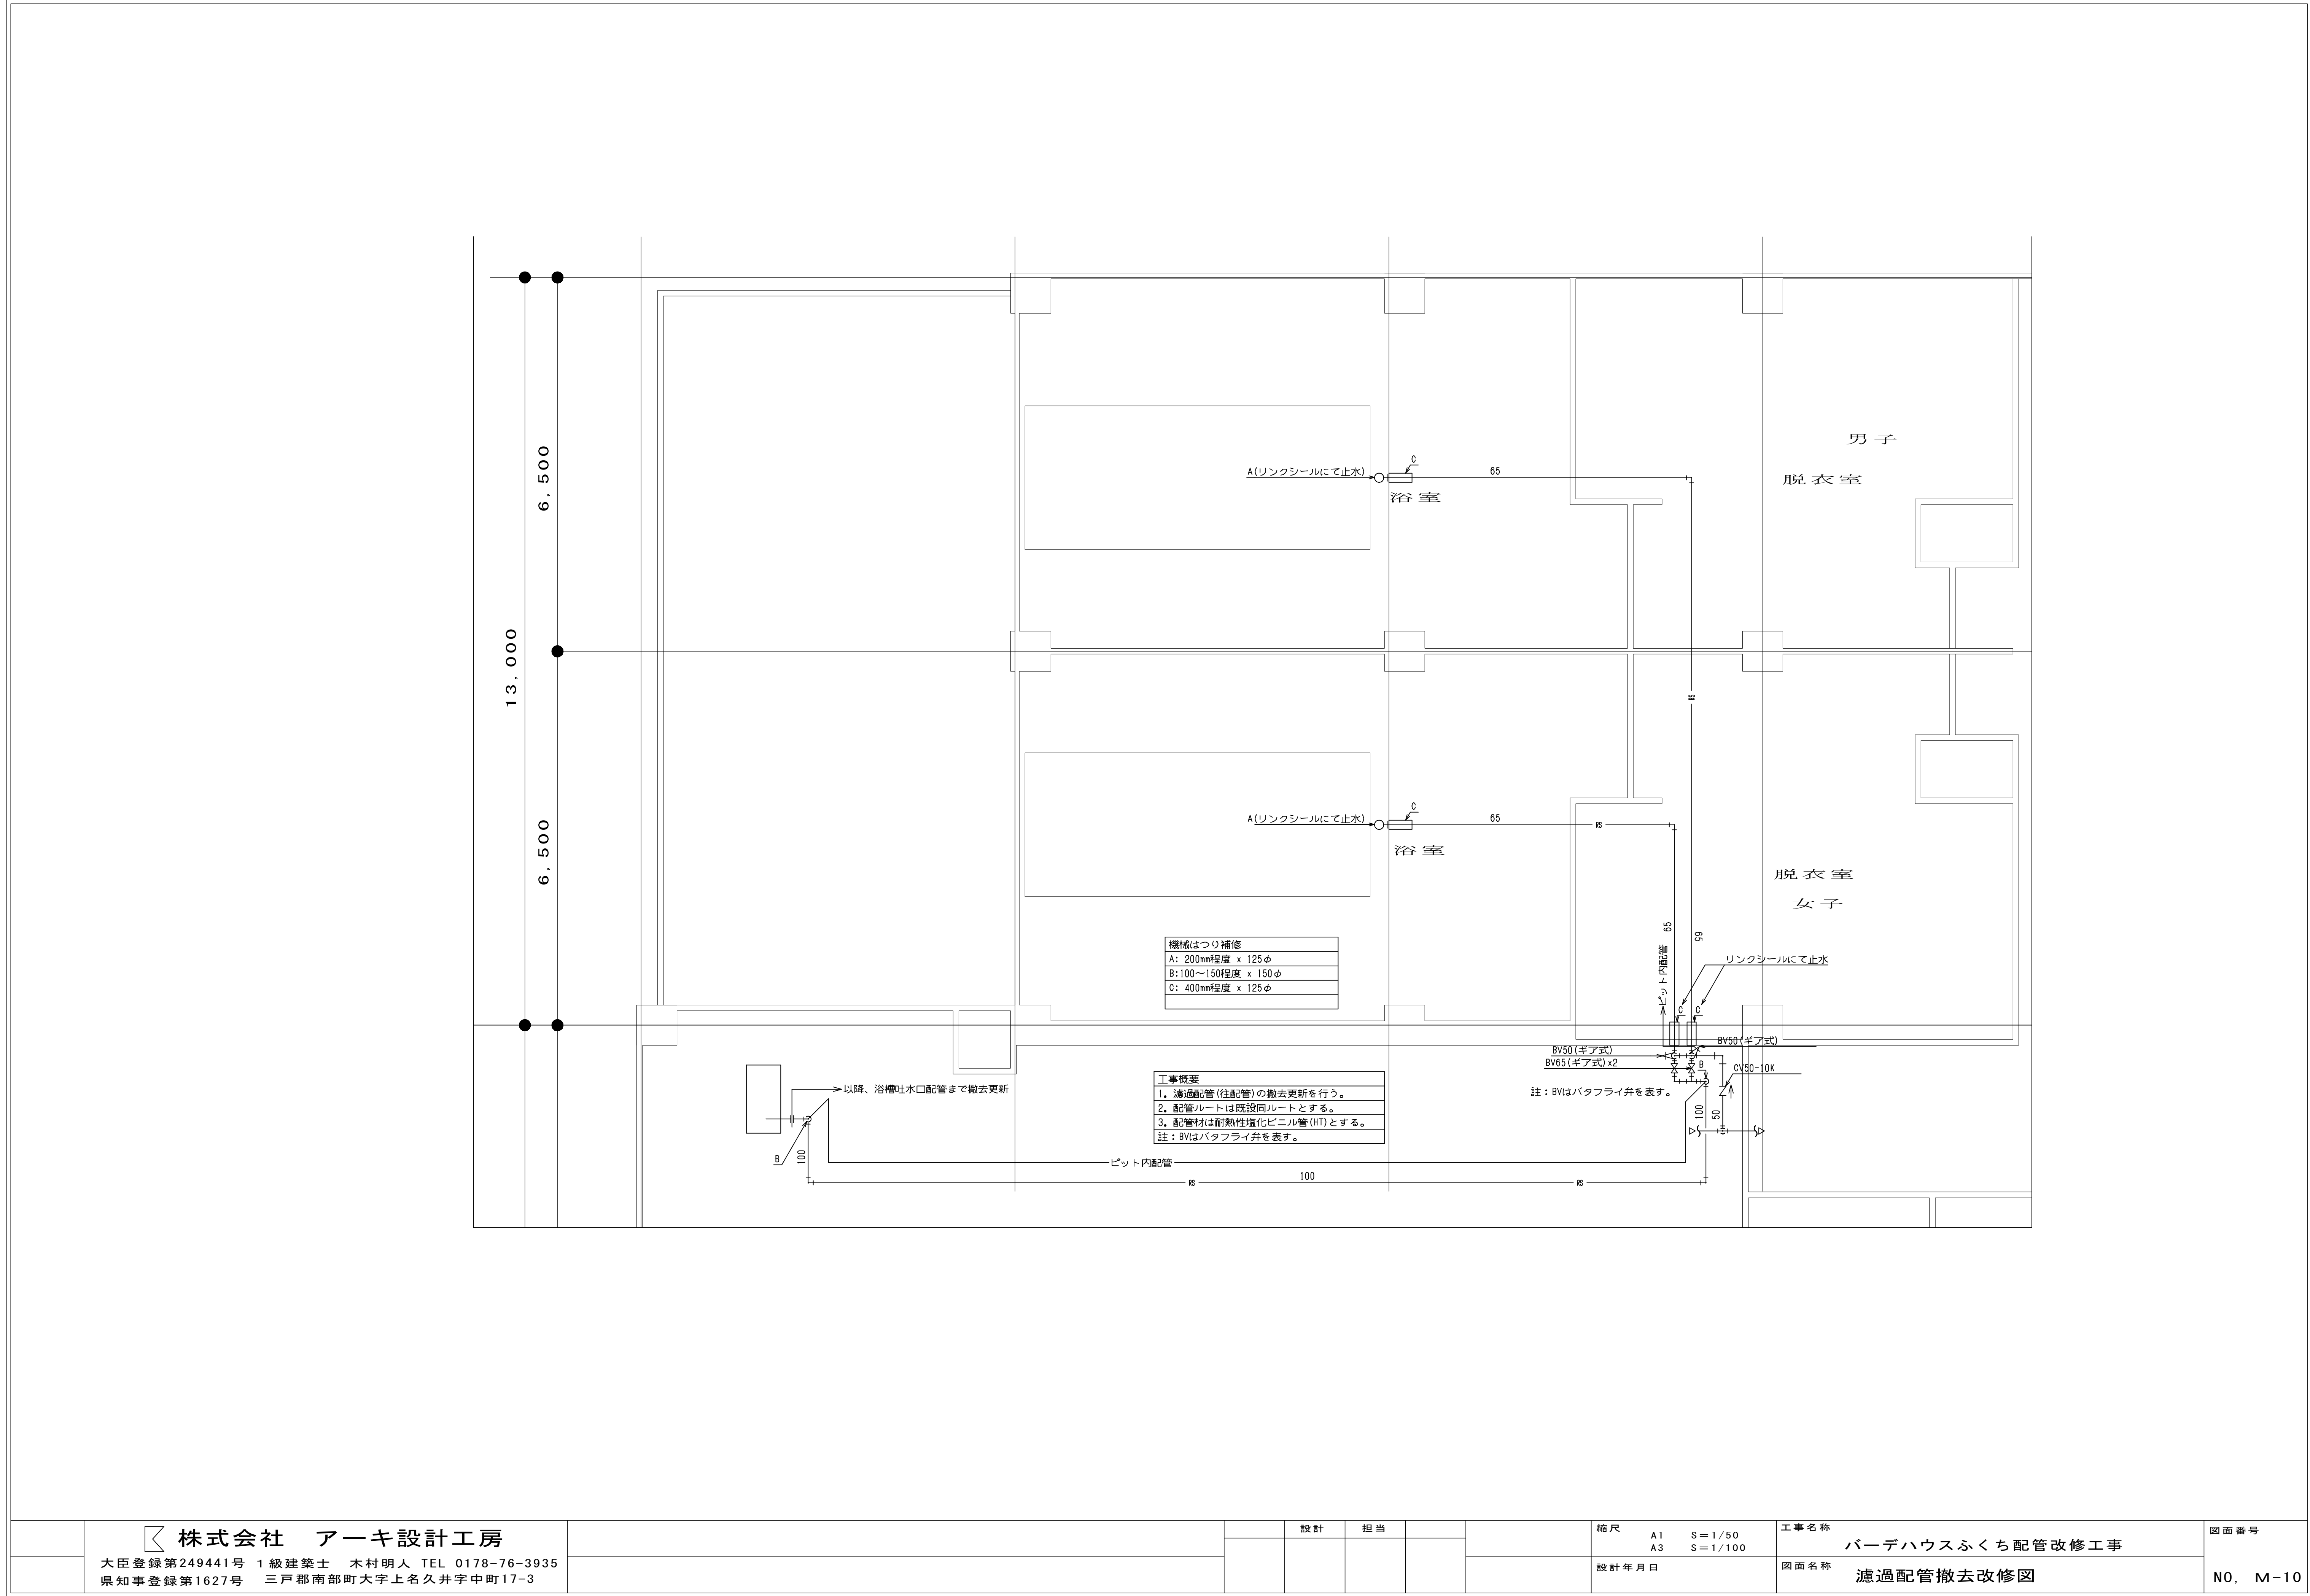 男子
脱衣室
6,500
A(リンクシールにて止水)
C
65
浴室
13,000
RS
A(リンクシールにて止水)
C
65
RS
浴室
6,500
脱衣室
女子
機械はつり補修
A: 200mm程度 x 125φ
B:100〜150程度 x 150φ
C: 400mm程度 x 125φ
ピット内配管
65
65
リンクシールにて止水
C
C
BV50(ギア式)
BV50(ギア式)
BV65(ギア式)x2
B
CV50-10K
註：BVはバタフライ弁を表す。
100
50
以降、浴槽吐水口配管まで撤去更新
工事概要
1。濾過配管(往配管)の撤去更新を行う。
2。配管ルートは既設同ルートとする。
3。配管材は耐熱性塩化ビニル管(HT)とする。
註：BVはバタフライ弁を表す。
B
100
ピット内配管
100
RS
RS
株式会社 アーキ設計工房
大臣登録第249441号 1級建築士 木村明人 TEL 0178-76-3935
県知事登録第1627号 三戸郡南部町大字上名久井字中町17-3
設計
担当
縮尺
A1 S=1/50
A3 S=1/100
設計年月日
工事名称
バーデハウスふくち配管改修工事
図面名称
濾過配管撤去改修図
図面番号
NO, M-10